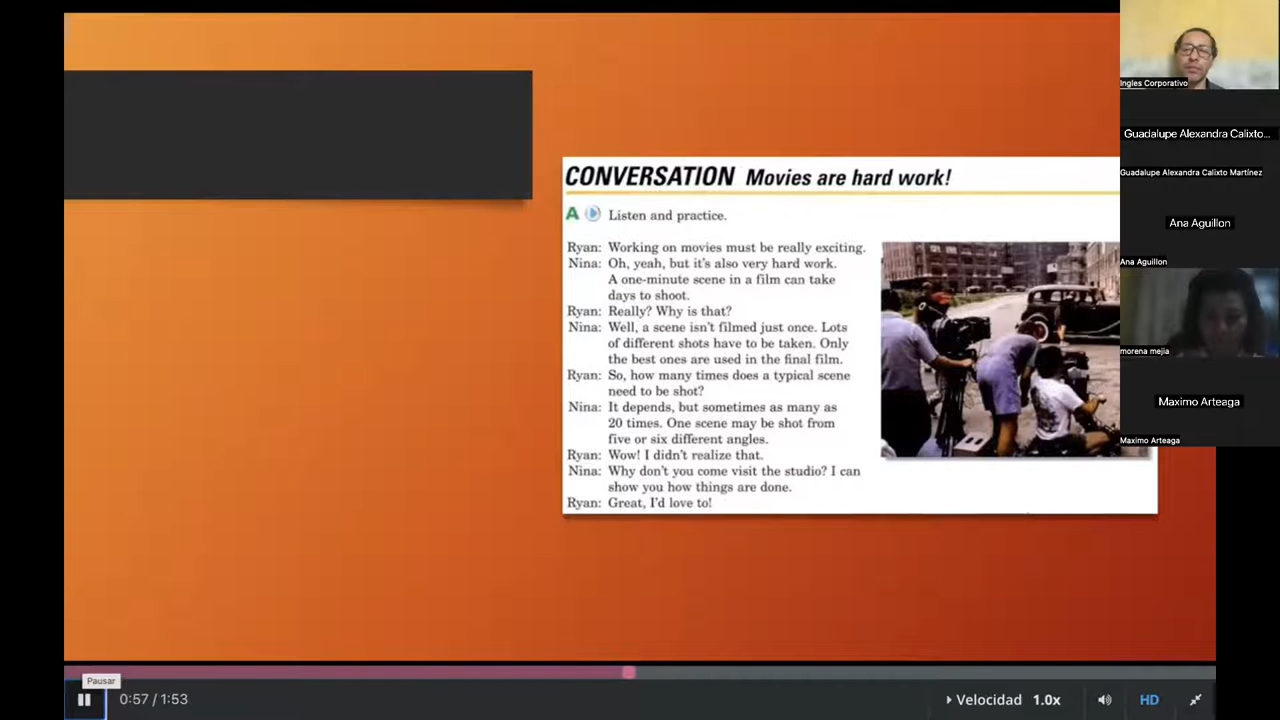 CONVERSATION Movies are hard work!
A Listen and practice.
Ryan: Working on movies must be really exciting.
Nina: Oh, yeah, but it's also very hard work.
A one-minute scene in a film can take
days to shoot.
Ryan: Really? Why is that?
Nina: Well, a scene isn't filmed just once. Lots
of different shots have to be taken. Only
the best ones are used in the final film.
Ryan: So, how many times does a typical scene
need to be shot?
Nina: It depends, but sometimes as many as
20 times. One scene may be shot from
five or six different angles.
Ryan: Wow! I didn't realize that.
Nina: Why don't you come visit the studio? I can
show you how things are done.
Ryan: Great, I'd love to!
Ingles Corporativo
Guadalupe Alexandra Calixto...
Guadalupe Alexandra Calixto Martínez
Ana Aguillon
Ana Aguillon
morena mejia
Maximo Arteaga
Maximo Arteaga
Pausar
0:57 / 1:53
Velocidad 1.0x
HD